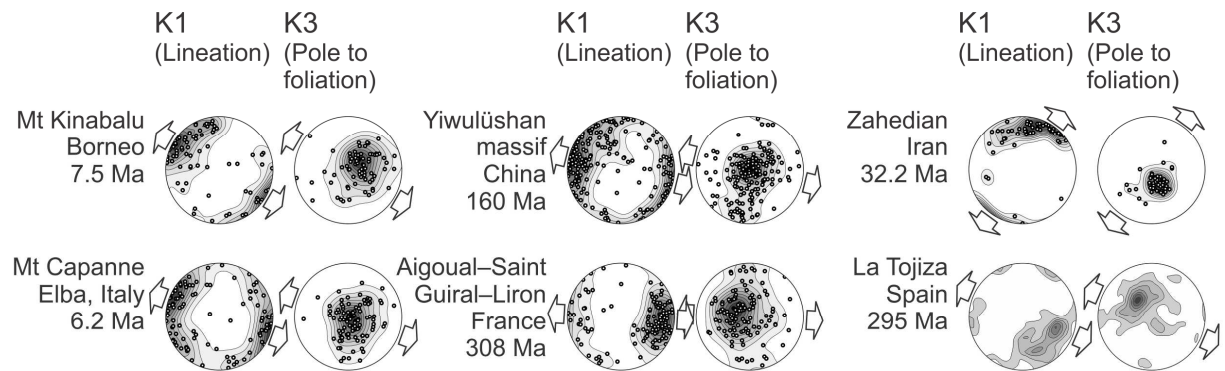 K1
(Lineation)
K3
(Pole to
foliation)
K1
(Lineation)
K3
(Pole to
foliation)
K1
(Lineation)
K3
(Pole to
foliation)
Mt Kinabalu
Borneo
7.5 Ma
Yiwulüshan
massif
China
160 Ma
Zahedian
Iran
32.2 Ma
Mt Capanne
Elba, Italy
6.2 Ma
Aigoual–Saint
Guiral–Liron
France
308 Ma
La Tojiza
Spain
295 Ma